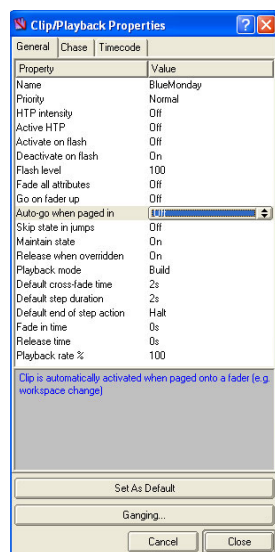 Clip/Playback Properties
General Chase Timecode
Property Value
Name BlueMonday
Priority Normal
HTP intensity Off
Active HTP Off
Activate on flash Off
Deactivate on flash On
Flash level 100
Fade all attributes Off
Go on fader up Off
Auto-go when paged in Off
Skip state in jumps Off
Maintain state On
Release when overridden On
Playback mode Build
Default cross-fade time 2s
Default step duration 2s
Default end of step action Halt
Fade in time 0s
Release time 0s
Playback rate % 100
Clip is automatically activated when paged onto a fader (e.g.
workspace change)
Set As Default
Ganging...
Cancel Close